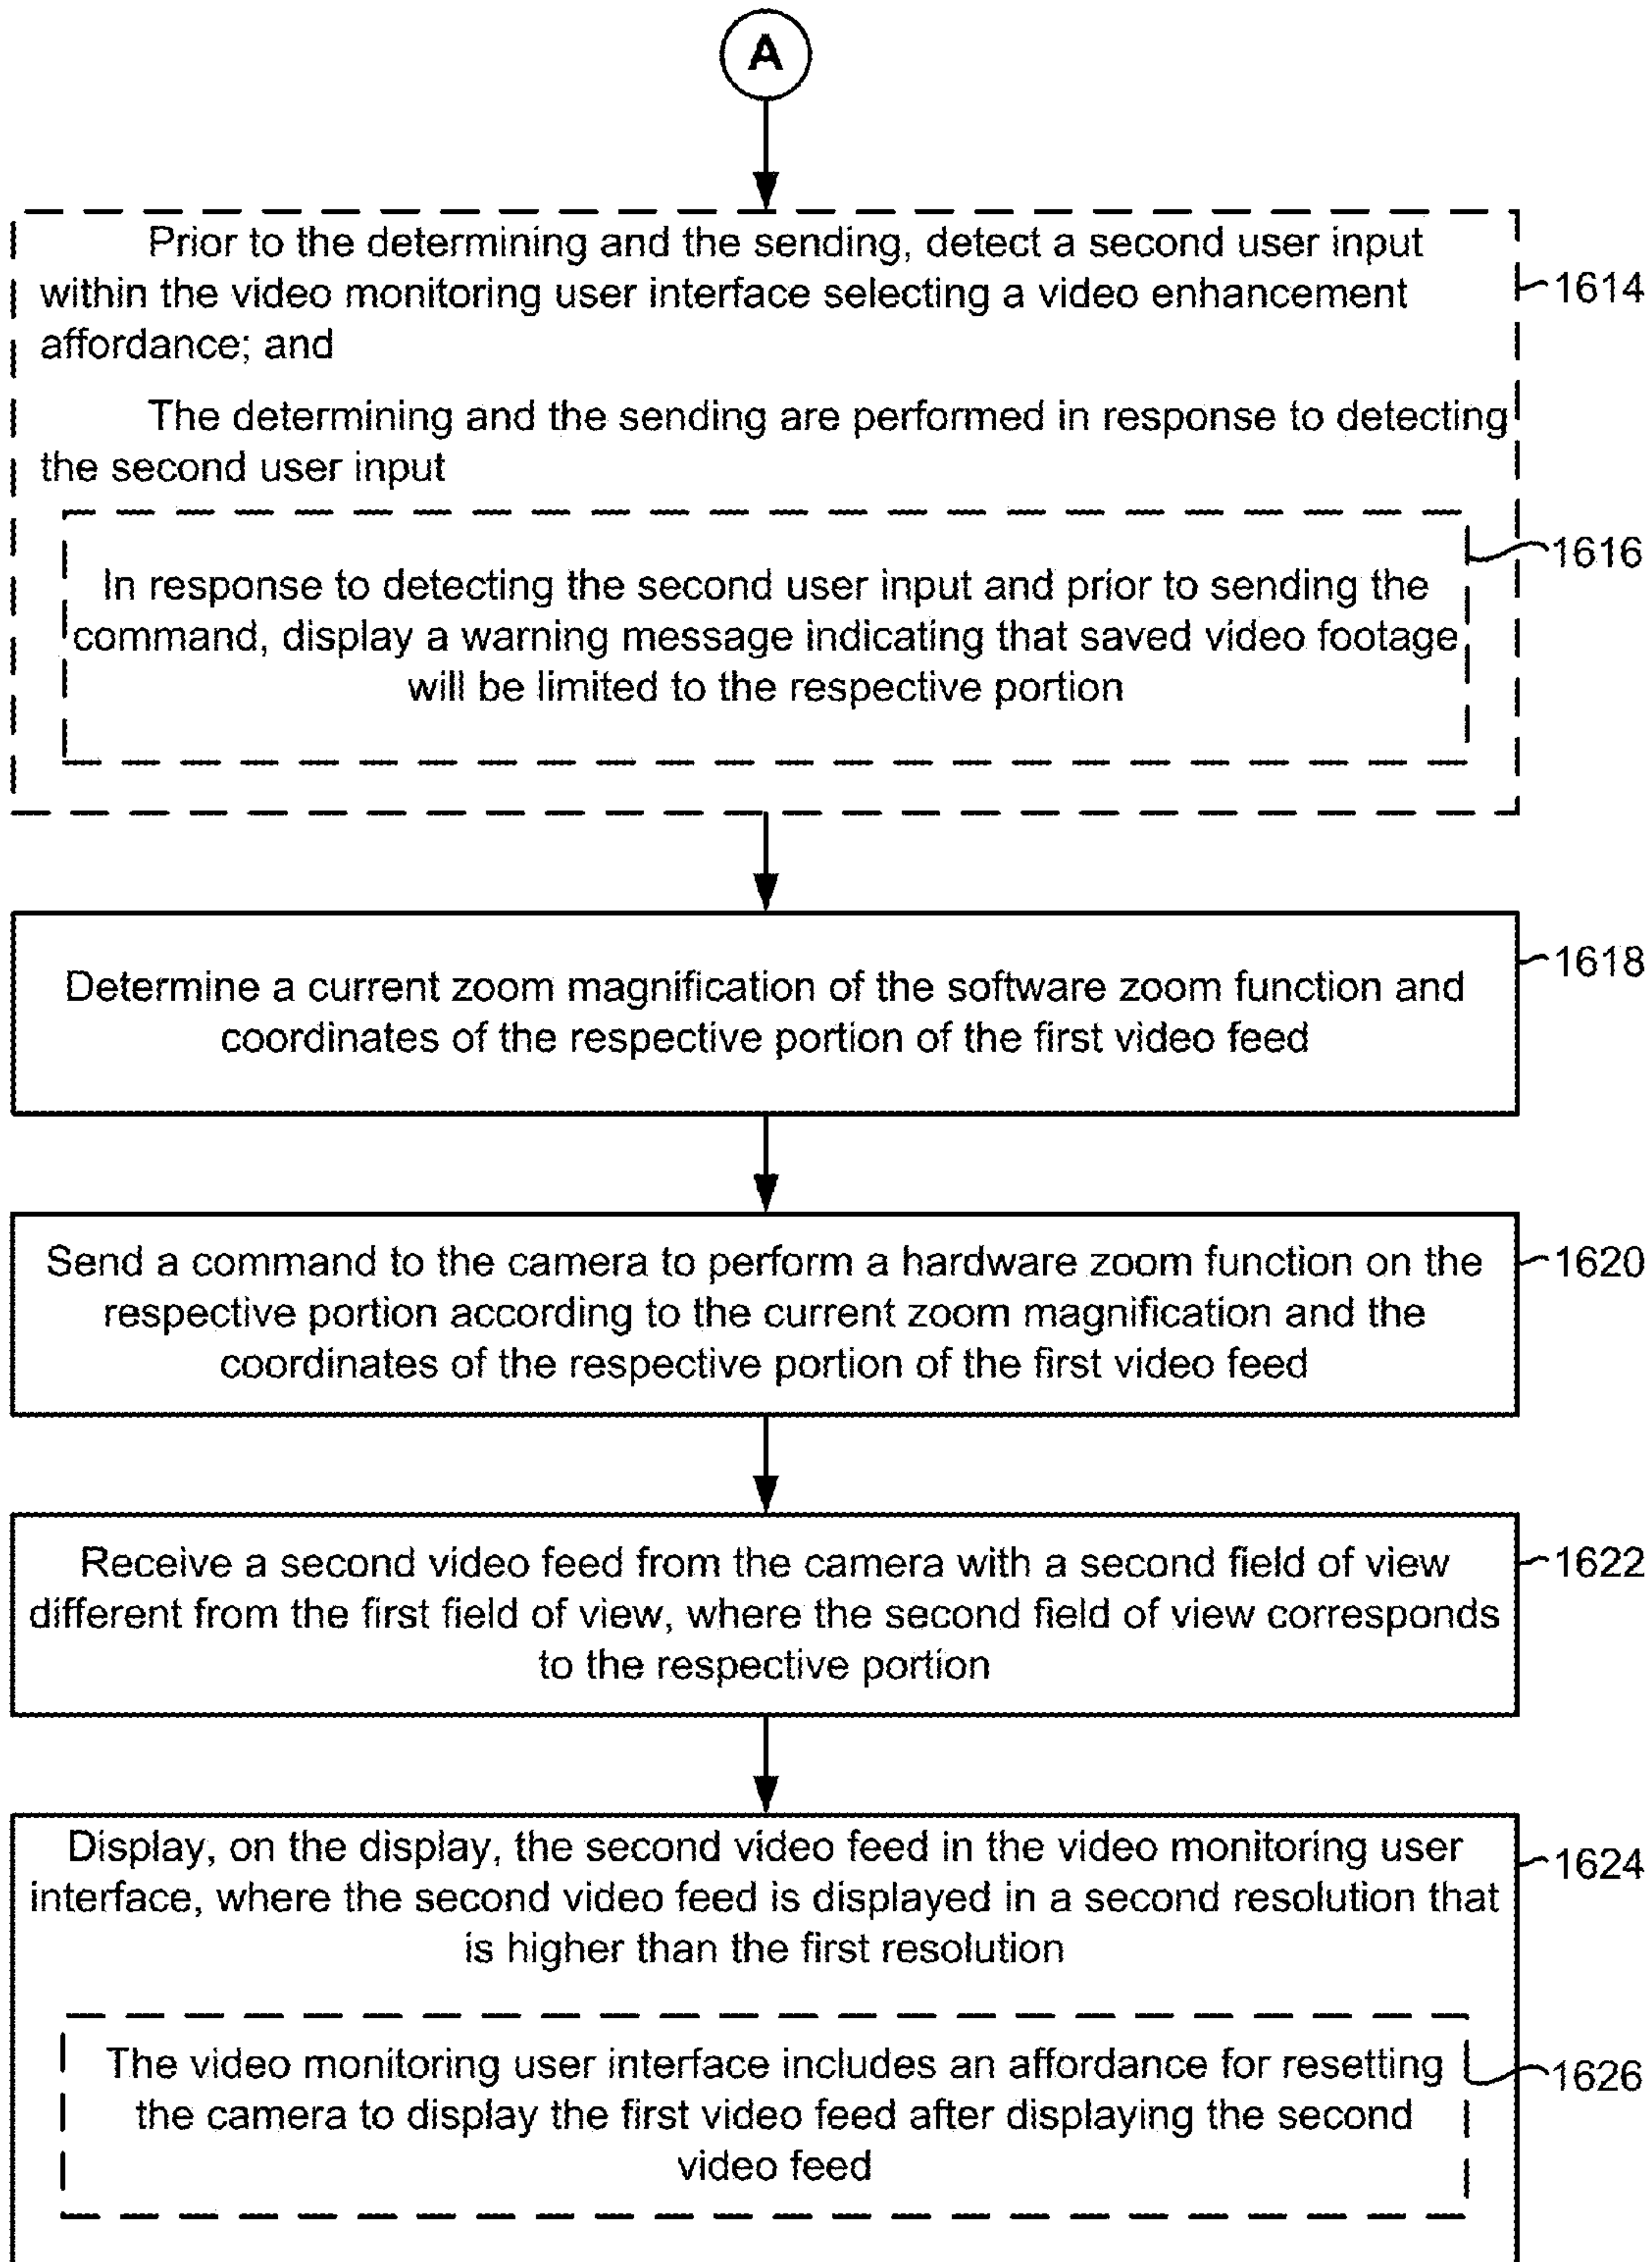 A
Prior to the determining and the sending, detect a second user input
within the video monitoring user interface selecting a video enhancement
affordance; and
1614
The determining and the sending are performed in response to detecting
the second user input
1616
In response to detecting the second user input and prior to sending the
command, display a warning message indicating that saved video footage
will be limited to the respective portion
1618
Determine a current zoom magnification of the software zoom function and
coordinates of the respective portion of the first video feed
1620
Send a command to the camera to perform a hardware zoom function on the
respective portion according to the current zoom magnification and the
coordinates of the respective portion of the first video feed
1622
Receive a second video feed from the camera with a second field of view
different from the first field of view, where the second field of view corresponds
to the respective portion
1624
Display, on the display, the second video feed in the video monitoring user
interface, where the second video feed is displayed in a second resolution that
is higher than the first resolution
1626
The video monitoring user interface includes an affordance for resetting
the camera to display the first video feed after displaying the second
video feed